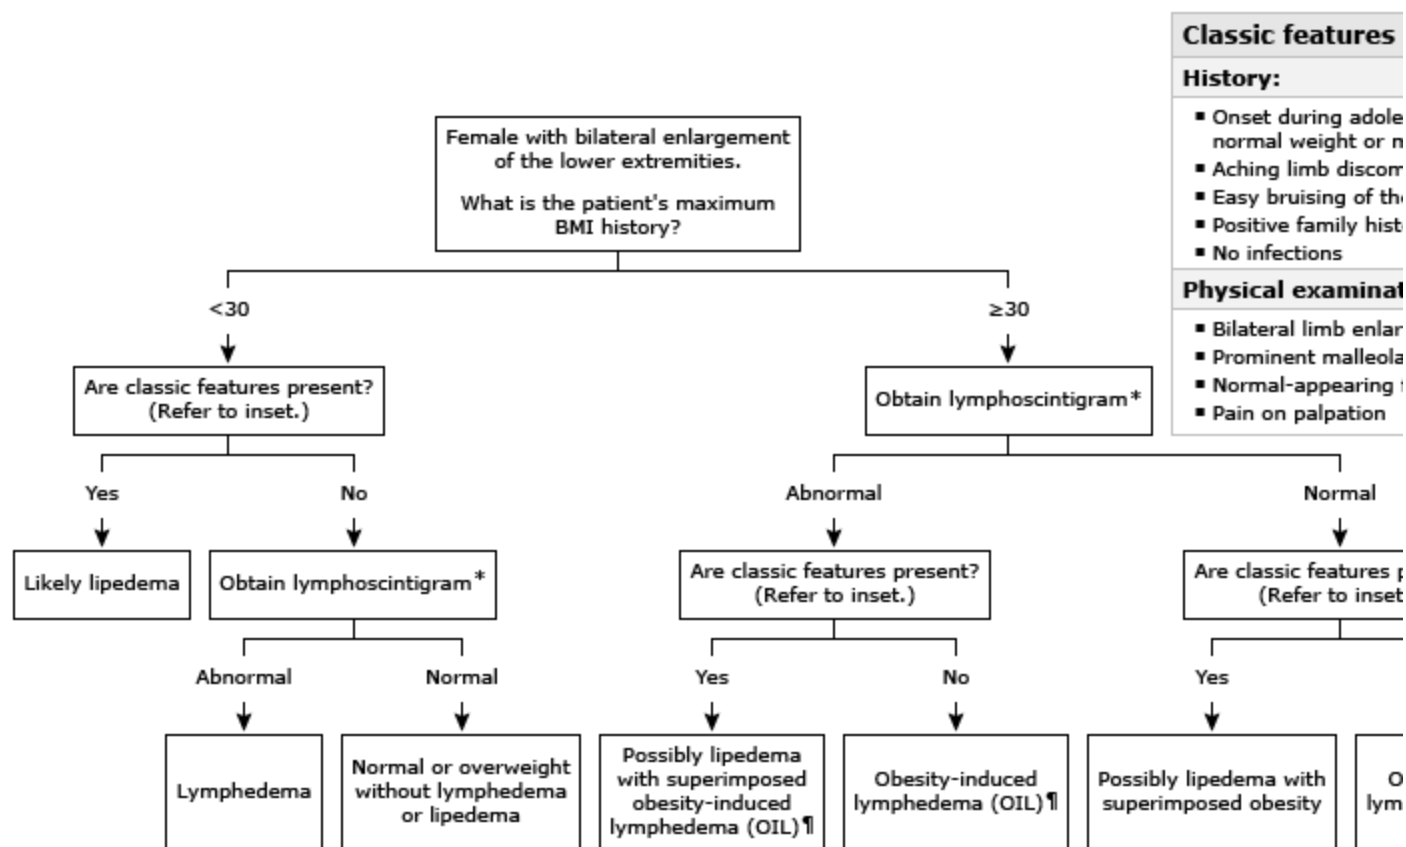 Classic features
History:
▪ Onset during adole
normal weight or m
▪ Aching limb discom
▪ Easy bruising of the
▪ Positive family hist
▪ No infections
Physical examinat
▪ Bilateral limb enlar
▪ Prominent malleola
▪ Normal-appearing f
▪ Pain on palpation
Female with bilateral enlargement
of the lower extremities.
What is the patient's maximum
BMI history?
<30
≥30
Are classic features present?
(Refer to inset.)
Obtain lymphoscintigram*
Yes
No
Abnormal
Normal
Likely lipedema
Obtain lymphoscintigram*
Are classic features present?
(Refer to inset.)
Are classic features p
(Refer to inset
Abnormal
Normal
Yes
No
Yes
Lymphedema
Normal or overweight
without lymphedema
or lipedema
Possibly lipedema
with superimposed
obesity-induced
lymphedema (OIL)¶
Obesity-induced
lymphedema (OIL)¶
Possibly lipedema with
superimposed obesity
O
lym